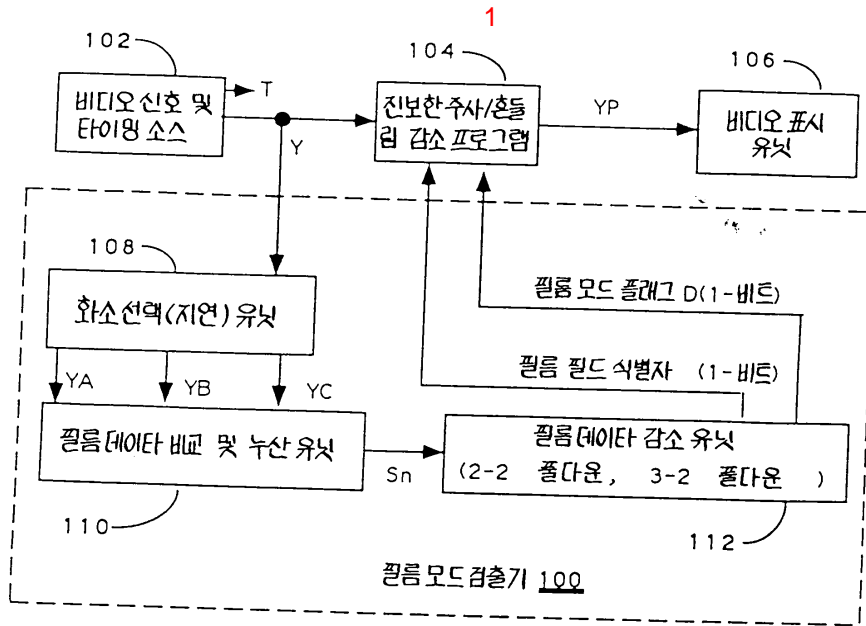 1
102
104
106
비디오 신호 및
타이밍 소스
T
Y
진보한 주사/흔들
림 감소 프로그램
YP
비디오 표시
유닛
108
화소 선택(지연) 유닛
필름 모드 플래그 D(1-비트)
필름 필드 식별자 (1-비트)
YA
YB
YC
필름 데이타 비교 및 누산 유닛
Sn
필름 데이타 감소 유닛
(2-2 풀다운, 3-2 풀다운 )
110
112
필름 모드 검출기 100